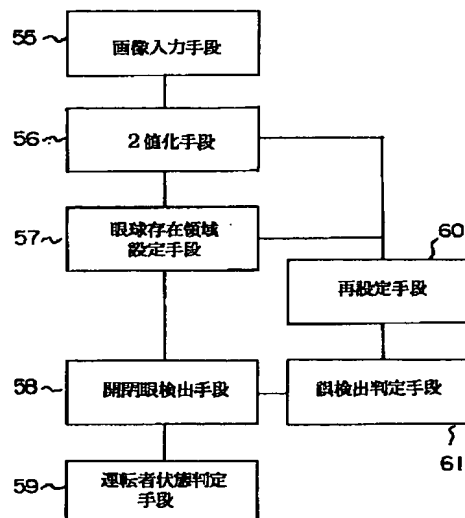 55
画像入力手段
56
2値化手段
57
眼球存在領域
設定手段
60
再設定手段
58
開閉眼検出手段
誤検出判定手段
61
59
運転者状態判定
手段